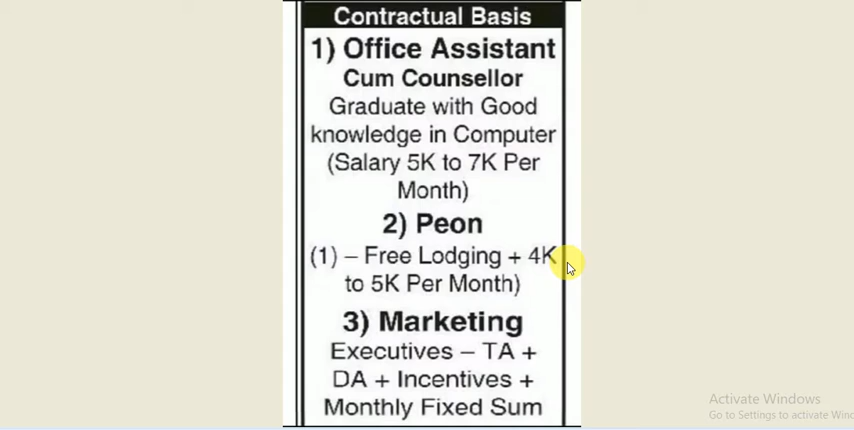 Contractual Basis
1) Office Assistant
Cum Counsellor
Graduate with Good
knowledge in Computer
(Salary 5K to 7K Per
Month)
2) Peon
(1) – Free Lodging + 4K
to 5K Per Month)
3) Marketing
Executives – TA +
DA + Incentives +
Monthly Fixed Sum
Activate Windows
Go to Settings to activate Wind